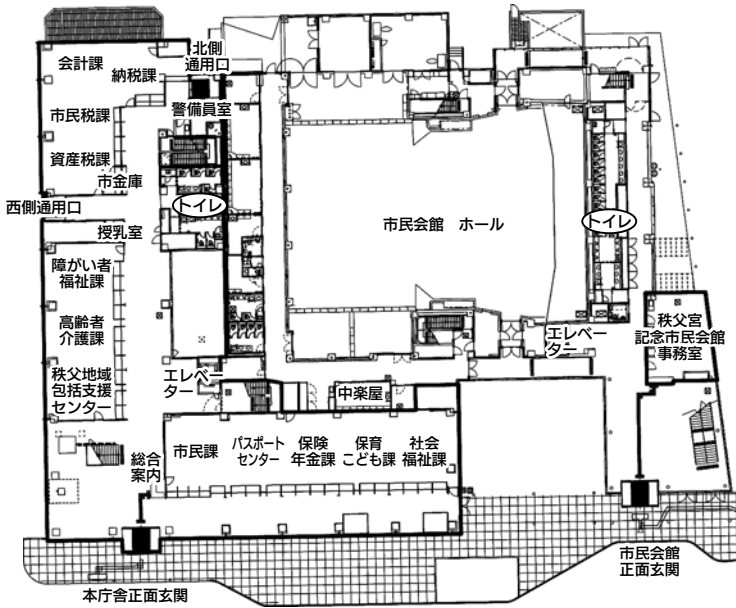 北側
通用口
会計課
納税課
警備員室
市民税課
資産税課
市金庫
西側通用口
トイレ
授乳室
市民会館 ホール
トイレ
障がい者
福祉課
高齢者
介護課
秩父地域
包括支援
センター
エレベ
ーター
中楽屋
エレベ
ーター
秩父宮
記念市民会館
事務室
総合
案内
市民課
パスポート
センター
保険
年金課
保育
こども課
社会
福祉課
本庁舎正面玄関
市民会館
正面玄関